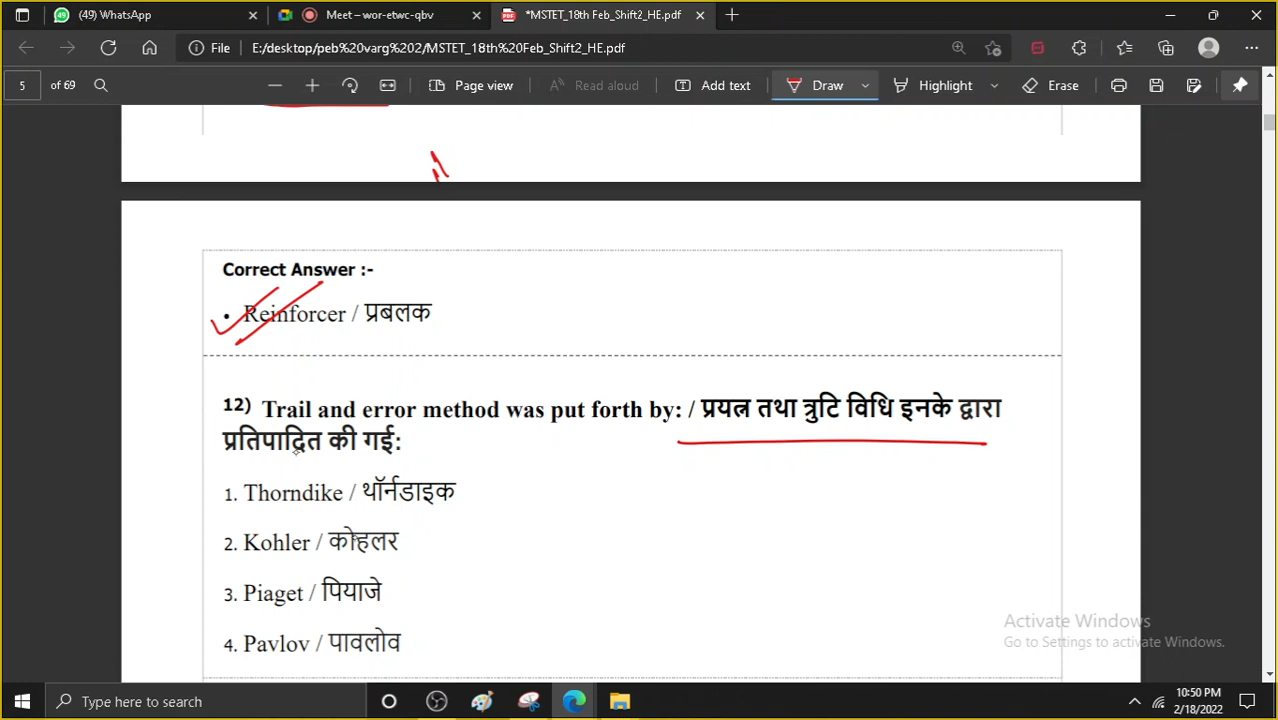 (49) WhatsApp
Meet – wor-etwc-qbv
*MSTET_18th Feb_Shift2_HE.pdf
File
E:/desktop/peb%20varg%202/MSTET_18th%20Feb_Shift2_HE.pdf
5 of 69
Page view
Read aloud
Add text
Draw
Highlight
Erase
Correct Answer :-
• Reinforcer / प्रबलक
12) Trail and error method was put forth by: / प्रयत्न तथा त्रुटि विधि इनके द्वारा
प्रतिपाद्रित की गई:
1. Thorndike / थॉर्नडाइक
2. Kohler / कोहलर
3. Piaget / पियाजे
4. Pavlov / पावलोव
Activate Windows
Go to Settings to activate Windows.
Type here to search
10:50 PM
2/18/2022